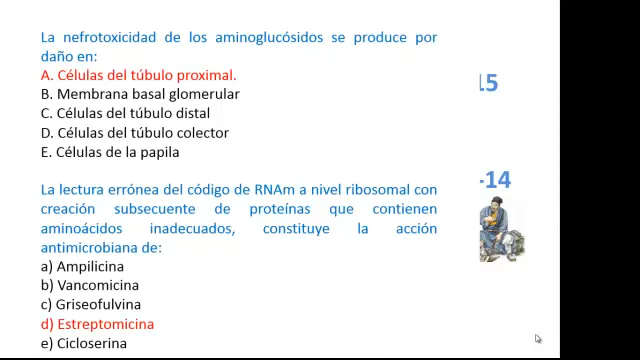 La nefrotoxicidad de los aminoglucósidos se produce por
daño en:
A. Células del túbulo proximal.
B. Membrana basal glomerular
C. Células del túbulo distal
D. Células del túbulo colector
E. Células de la papila
La lectura errónea del código de RNAm a nivel ribosomal con
creación subsecuente de proteínas que contienen
aminoácidos inadecuados, constituye la acción
antimicrobiana de:
a) Ampilicina
b) Vancomicina
c) Griseofulvina
d) Estreptomicina
e) Cicloserina
15
-14